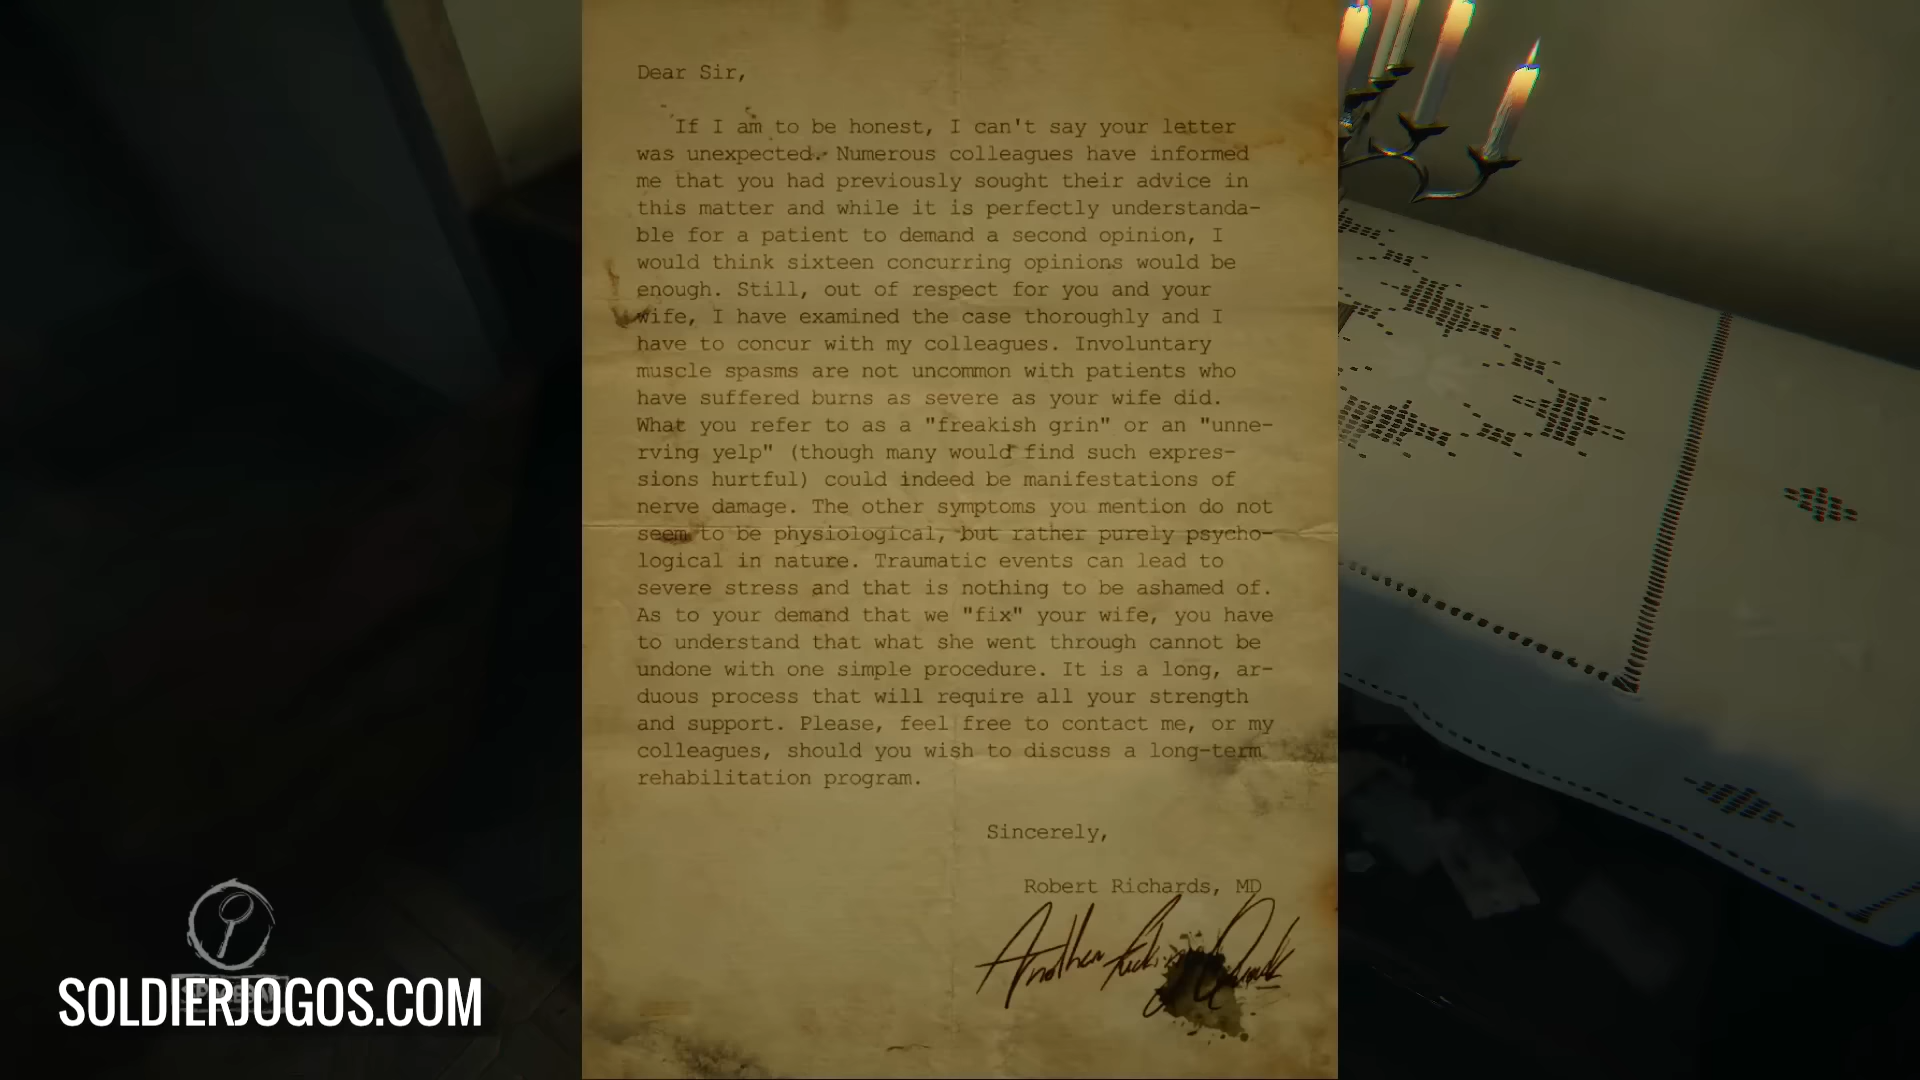 Dear Sir,
If I am to be honest, I can't say your letter
was unexpected. Numerous colleagues have informed
me that you had previously sought their advice in
this matter and while it is perfectly understanda-
ble for a patient to demand a second opinion, I
would think sixteen concurring opinions would be
enough. Still, out of respect for you and your
wife, I have examined the case thoroughly and I
have to concur with my colleagues. Involuntary
muscle spasms are not uncommon with patients who
have suffered burns as severe as your wife did.
What you refer to as a "freakish grin" or an "unne-
rving yelp" (though many would find such expres-
sions hurtful) could indeed be manifestations of
nerve damage. The other symptoms you mention do not
seem to be physiological, but rather purely psycho-
logical in nature. Traumatic events can lead to
severe stress and that is nothing to be ashamed of.
As to your demand that we "fix" your wife, you have
to understand that what she went through cannot be
undone with one simple procedure. It is a long, ar-
duous process that will require all your strength
and support. Please, feel free to contact me, or my
colleagues, should you wish to discuss a long-term
rehabilitation program.
Sincerely,
Robert Richards, MD
Another
SOLDIERJOGOS.COM